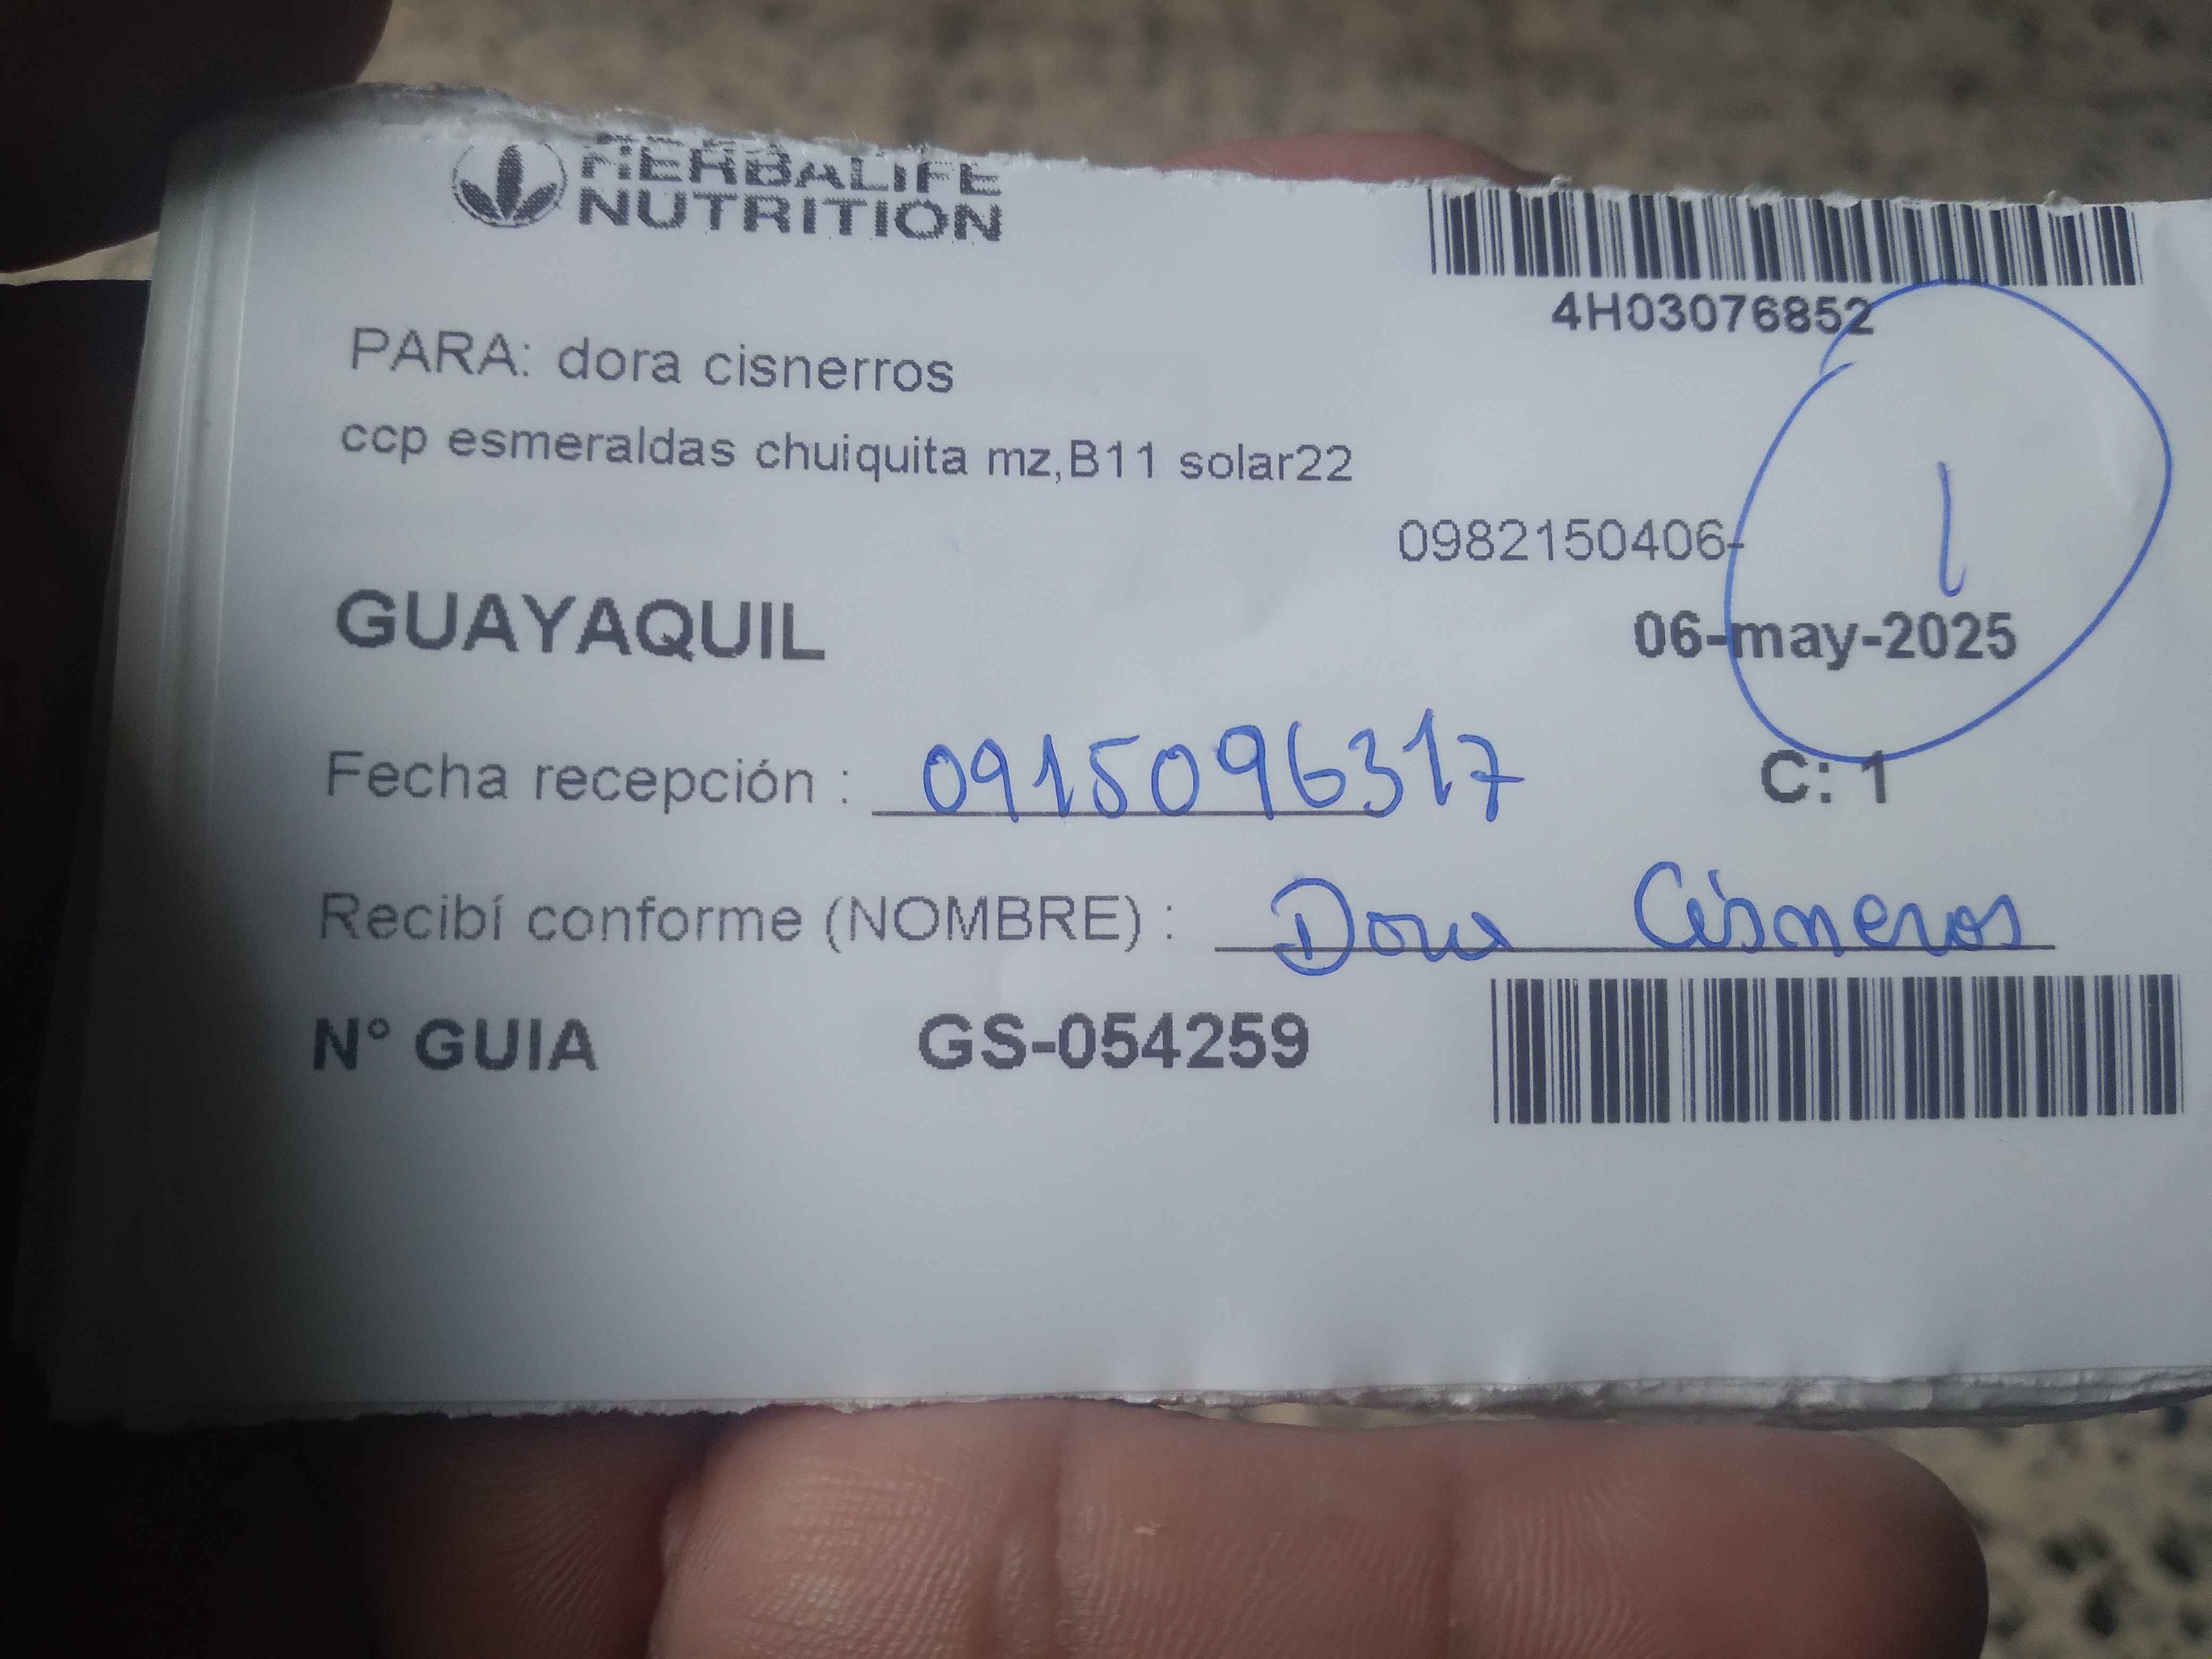 HERBALIFE
NUTRITION
4H03076852
PARA: dora cisnerros
ccp esmeraldas chuiquita mz,B11 solar22
0982150406-
1
GUAYAQUIL
06-may-2025
Fecha recepción : 0915096317
C: 1
Recibí conforme (NOMBRE) : Dora Cisneros
N° GUIA GS-054259